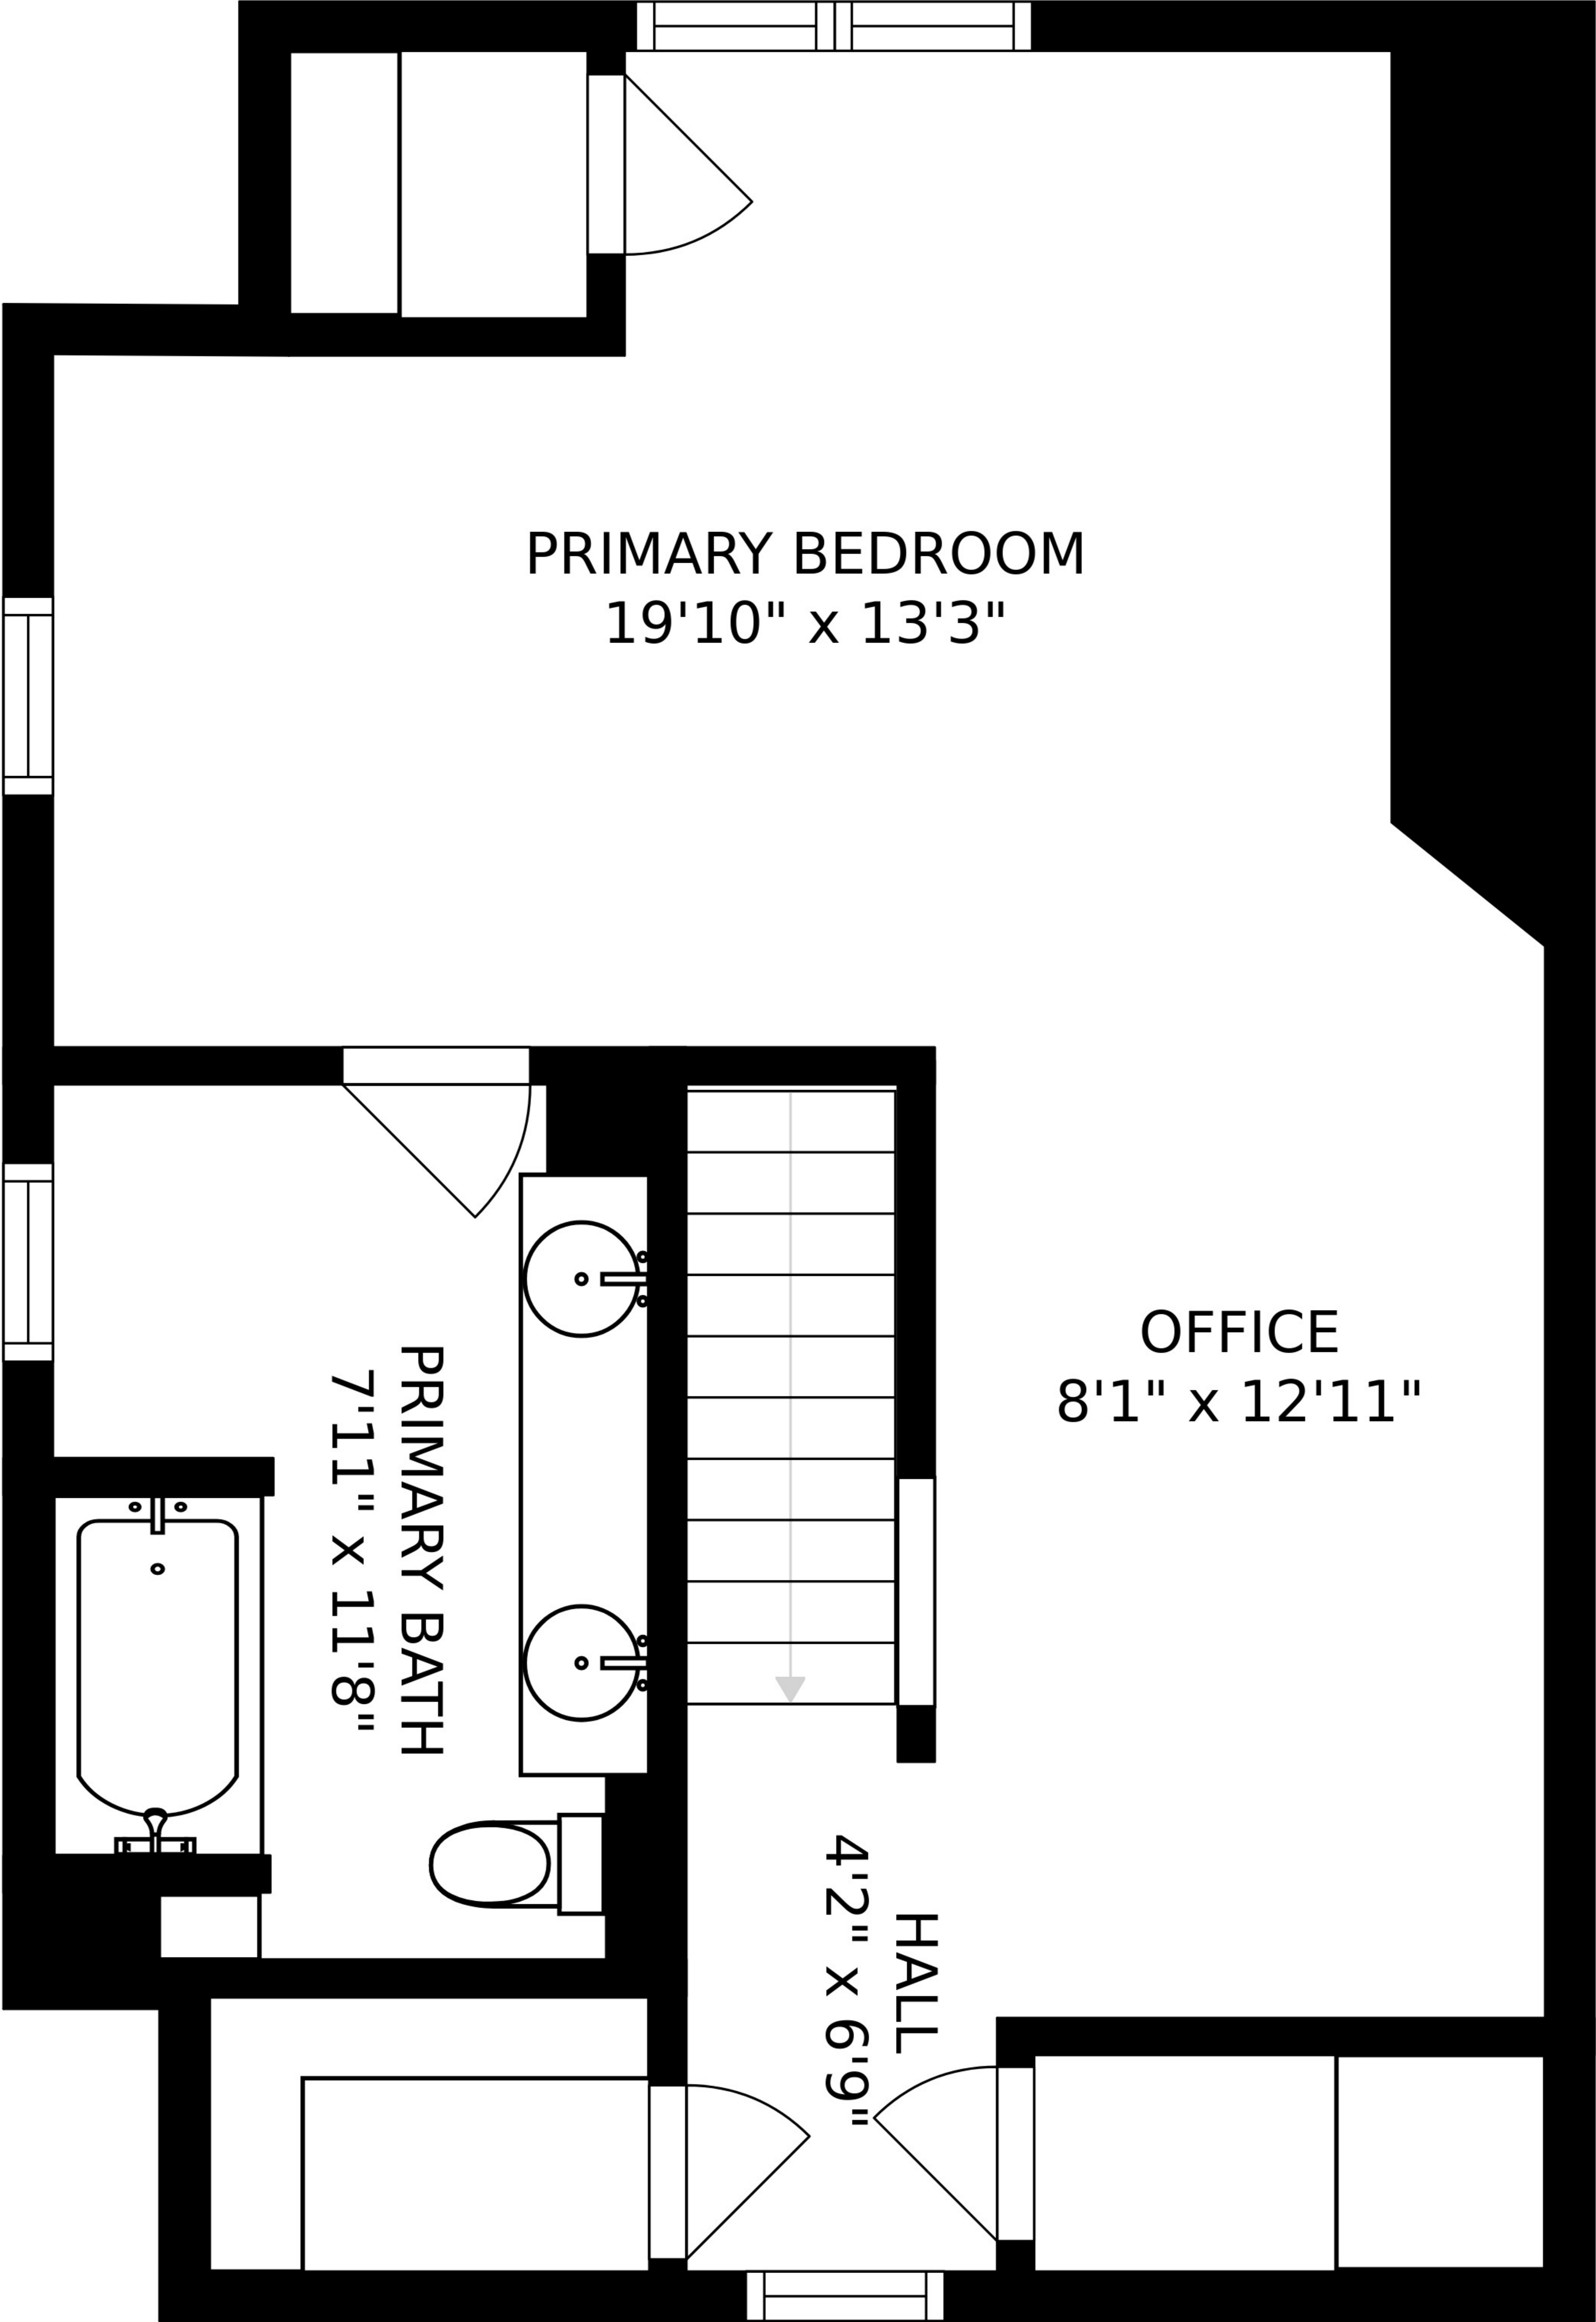 PRIMARY BEDROOM
19'10" x 13'3"
OFFICE
8'1" x 12'11"
PRIMARY BATH
7'11" x 11'8"
HALL
4'2" x 6'9"